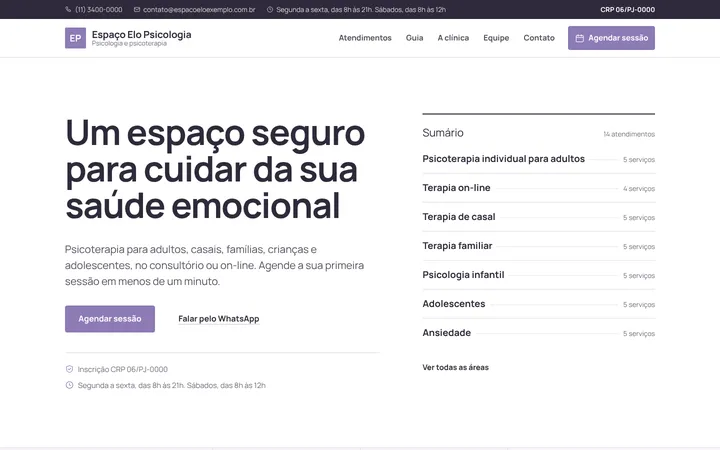 (11) 3400-0000
contato@espacoeloexemplo.com.br
Segunda a sexta, das 8h às 21h. Sábados, das 8h às 12h
CRP 06/PJ-0000
EP
Espaço Elo Psicologia
Psicologia e psicoterapia
Atendimentos
Guia
A clínica
Equipe
Contato
Agendar sessão
Um espaço seguro
para cuidar da sua
saúde emocional
Psicoterapia para adultos, casais, famílias, crianças e
adolescentes, no consultório ou on-line. Agende a sua primeira
sessão em menos de um minuto.
Agendar sessão
Falar pelo WhatsApp
Inscrição CRP 06/PJ-0000
Segunda a sexta, das 8h às 21h. Sábados, das 8h às 12h
Sumário
14 atendimentos
Psicoterapia individual para adultos
5 serviços
Terapia on-line
4 serviços
Terapia de casal
5 serviços
Terapia familiar
5 serviços
Psicologia infantil
5 serviços
Adolescentes
5 serviços
Ansiedade
5 serviços
Ver todas as áreas